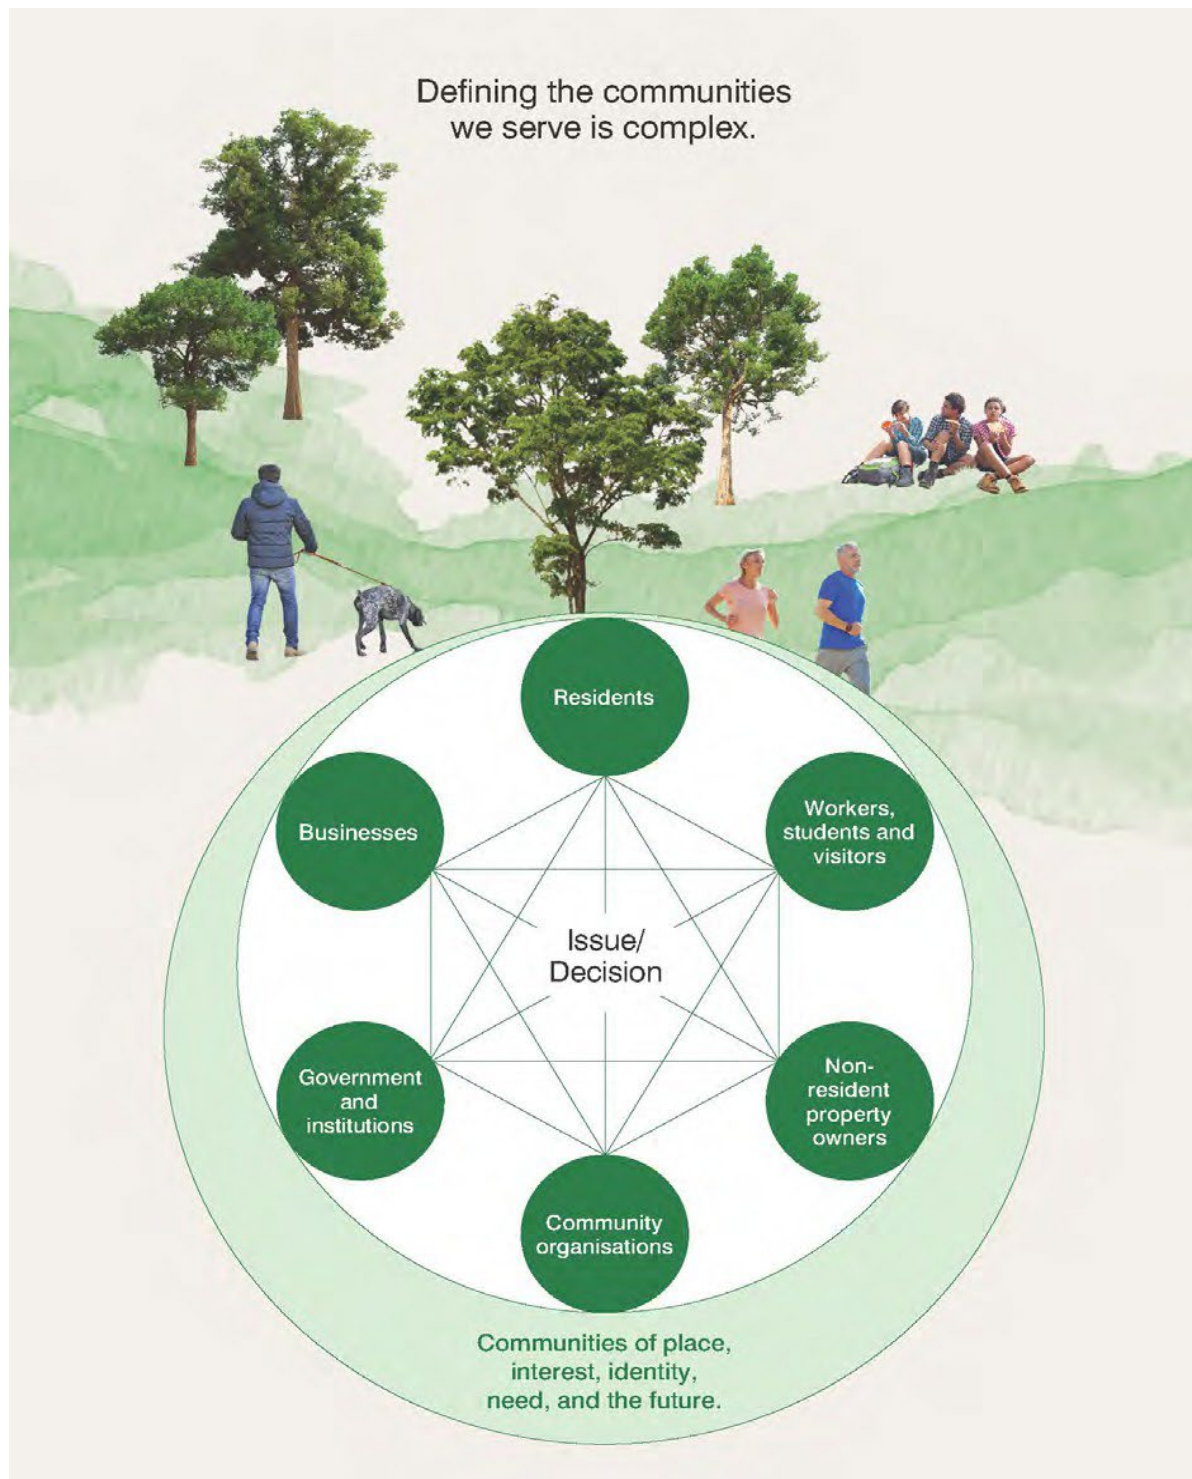 Defining the communities
we serve is complex.
Residents
Businesses
Workers,
students and
visitors
Issue/
Decision
Government
and
institutions
Non-
resident
property
owners
Community
organisations
Communities of place,
interest, identity,
need, and the future.